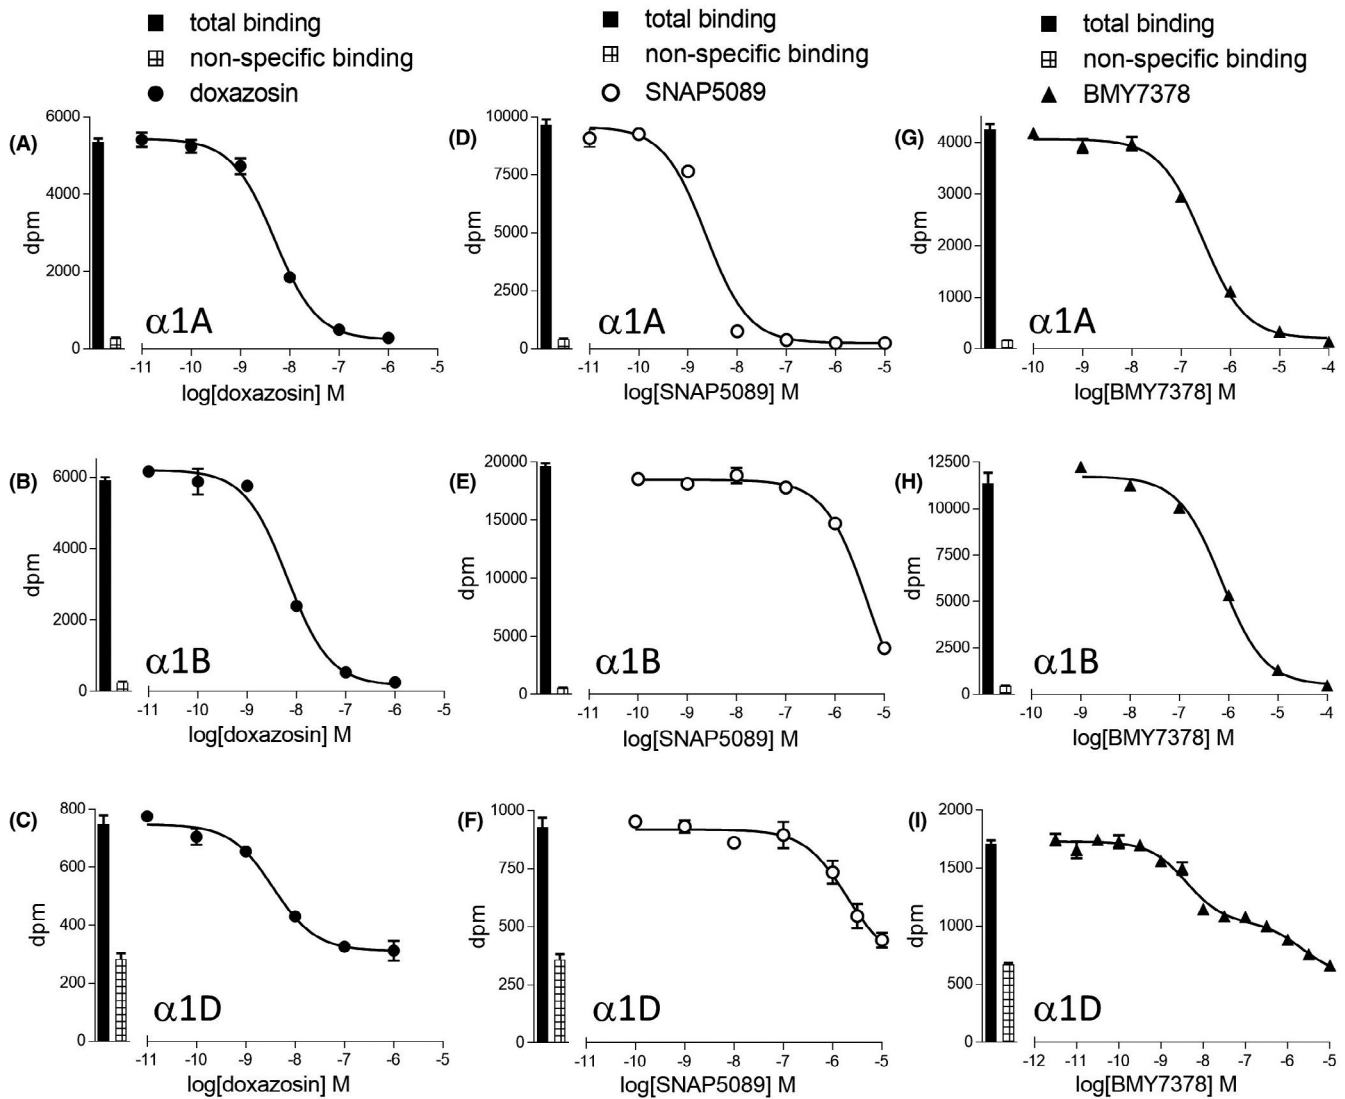 total binding
non-specific binding
doxazosin
total binding
non-specific binding
SNAP5089
total binding
non-specific binding
BMY7378
(A)
6000
4000
2000
0
dpm
α1A
-11 -10 -9 -8 -7 -6 -5
log[doxazosin] M
(D)
10000
7500
5000
2500
0
dpm
α1A
-11 -10 -9 -8 -7 -6 -5
log[SNAP5089] M
(G)
4000
3000
2000
1000
0
dpm
α1A
-10 -9 -8 -7 -6 -5 -4
log[BMY7378] M
(B)
6000
4000
2000
0
dpm
α1B
-11 -10 -9 -8 -7 -6 -5
log[doxazosin] M
(E)
20000
15000
10000
5000
0
dpm
α1B
-11 -10 -9 -8 -7 -6 -5
log[SNAP5089] M
(H)
12500
10000
7500
5000
2500
0
dpm
α1B
-10 -9 -8 -7 -6 -5 -4
log[BMY7378] M
(C)
800
600
400
200
0
dpm
α1D
-11 -10 -9 -8 -7 -6 -5
log[doxazosin] M
(F)
1000
750
500
250
0
dpm
α1D
-11 -10 -9 -8 -7 -6 -5
log[SNAP5089] M
(I)
2000
1500
1000
500
0
dpm
α1D
-12 -11 -10 -9 -8 -7 -6 -5
log[BMY7378] M